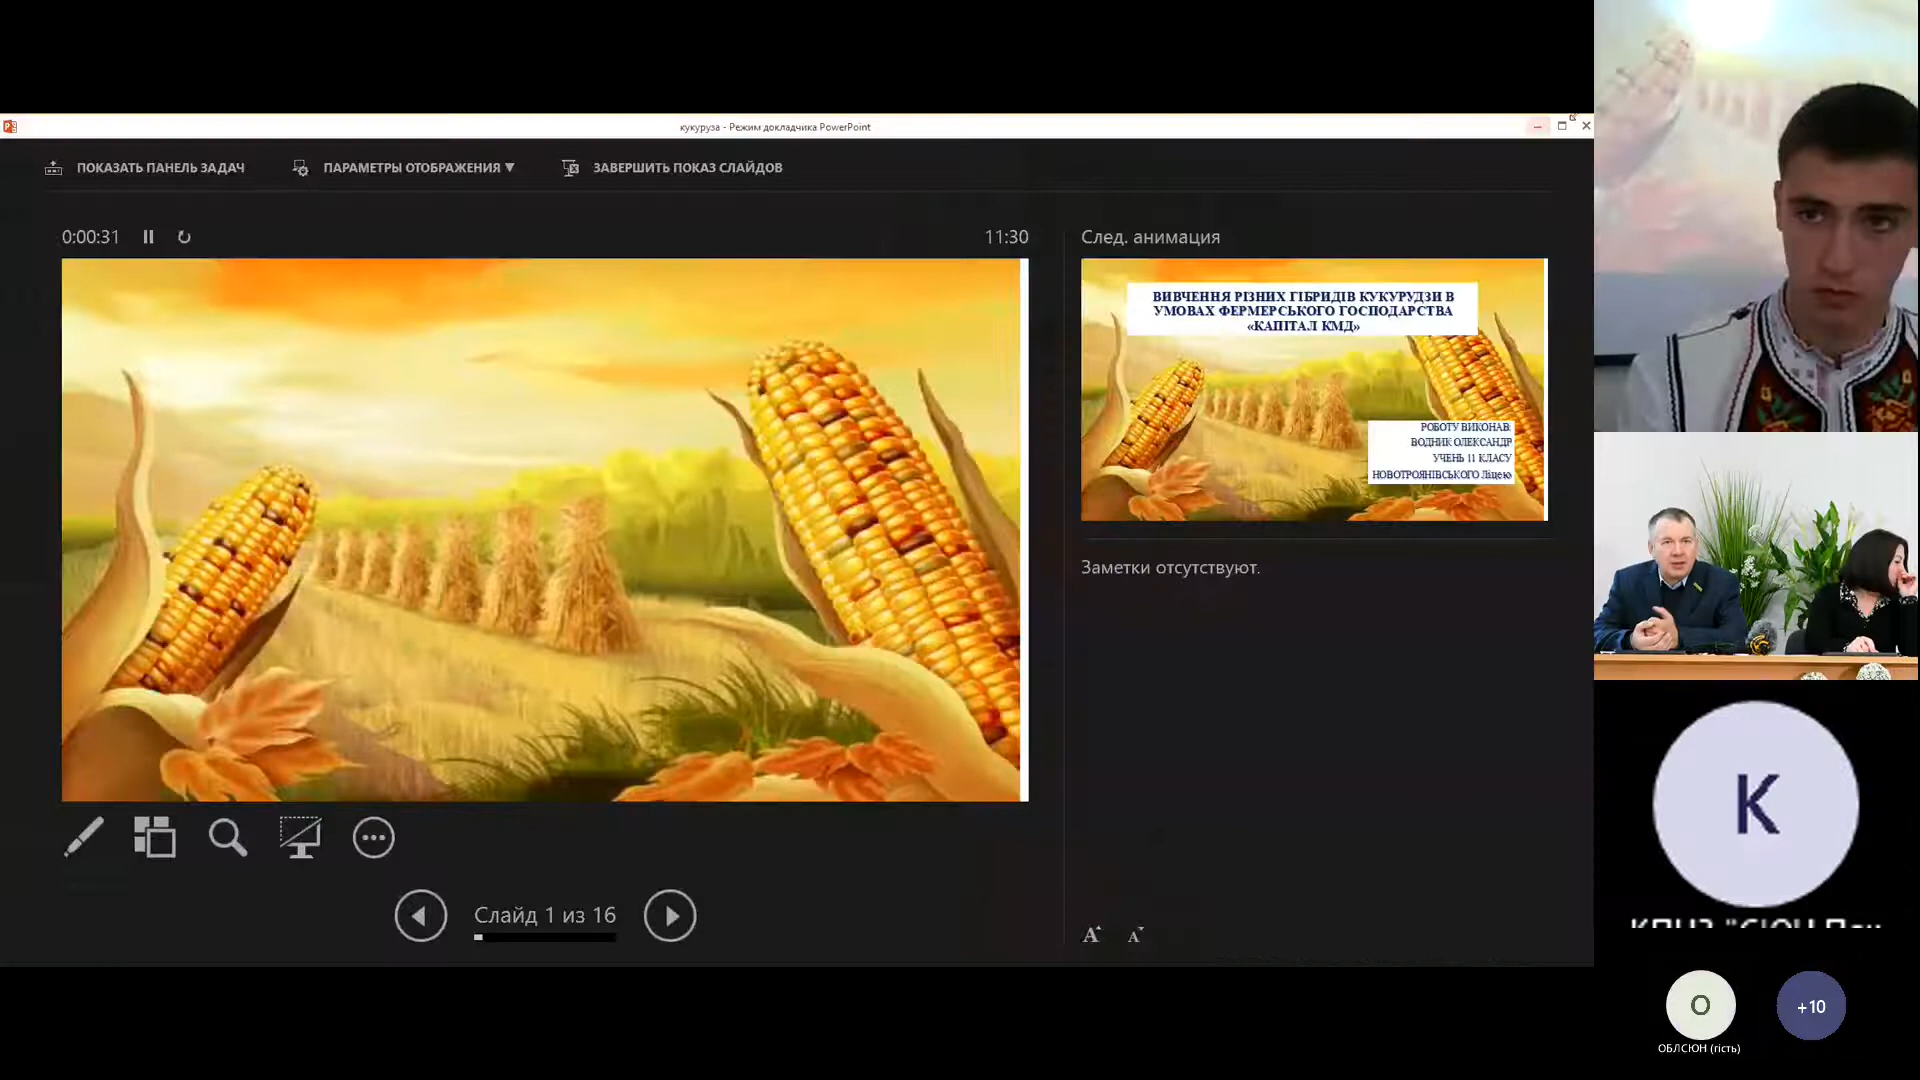 кукуруза - Режим докладчика PowerPoint
ПОКАЗАТЬ ПАНЕЛЬ ЗАДАЧ
ПАРАМЕТРЫ ОТОБРАЖЕНИЯ ▼
ЗАВЕРШИТЬ ПОКАЗ СЛАЙДОВ
0:00:31
11:30
След. анимация
ВИВЧЕННЯ РІЗНИХ ГІБРИДІВ КУКУРУДЗИ В
УМОВАХ ФЕРМЕРСЬКОГО ГОСПОДАРСТВА
«КАПІТАЛ КМД»
РОБОТУ ВИКОНАВ:
ВОДНИК ОЛЕКСАНДР
УЧЕНЬ 11 КЛАСУ
НОВОТРОЯНІВСЬКОГО Ліцею
Заметки отсутствуют.
Слайд 1 из 16
A A
K
О
+10
ОБЛСЮН (гість)